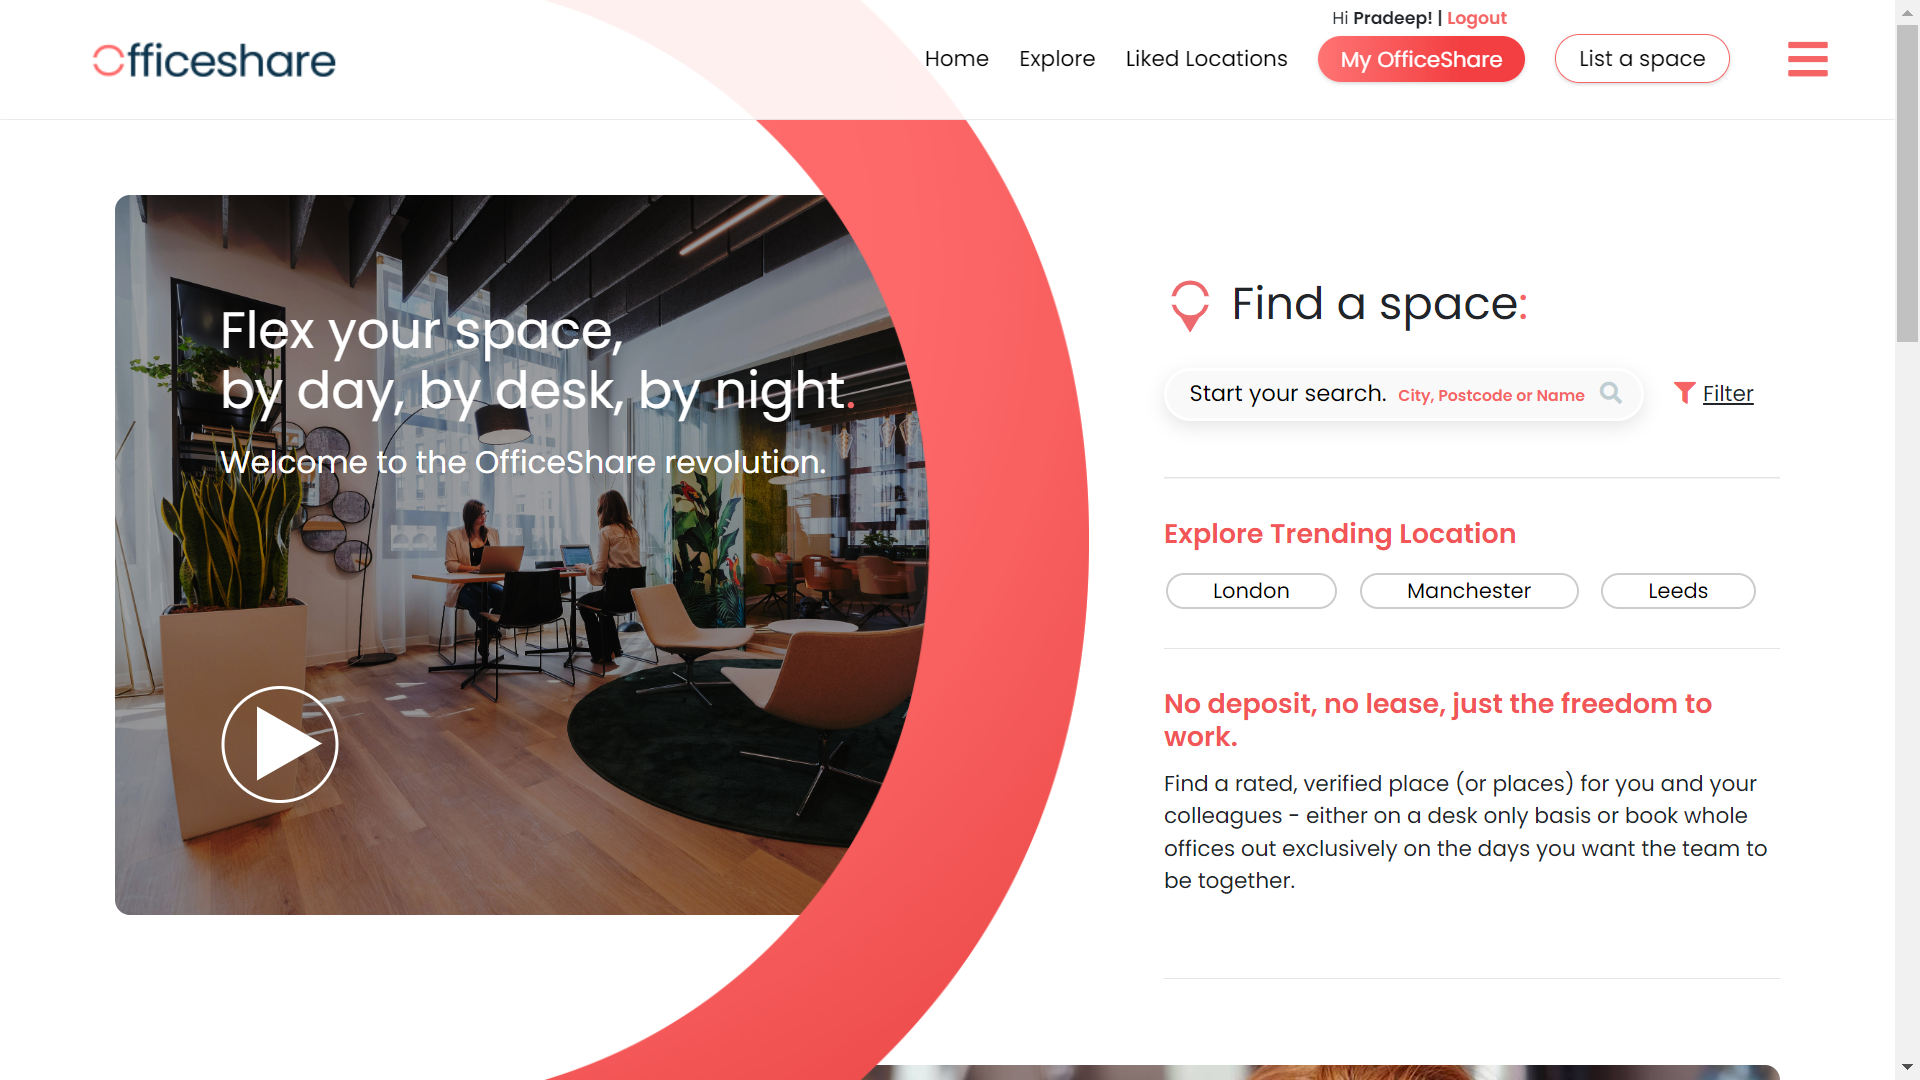 Hi Pradeep! | Logout
Officeshare
Home
Explore
Liked Locations
My OfficeShare
List a space
Flex your space,
by day, by desk, by night.
Welcome to the OfficeShare revolution.
Find a space:
Start your search. City, Postcode or Name
Filter
Explore Trending Location
London
Manchester
Leeds
No deposit, no lease, just the freedom to
work.
Find a rated, verified place (or places) for you and your
colleagues - either on a desk only basis or book whole
offices out exclusively on the days you want the team to
be together.